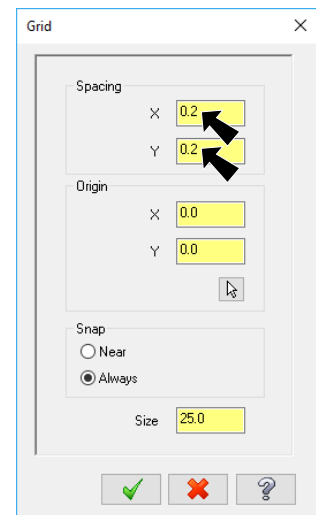 Grid
Spacing
X 0.2
Y 0.2
Origin
X 0.0
Y 0.0
Snap
Near
Always
Size 25.0